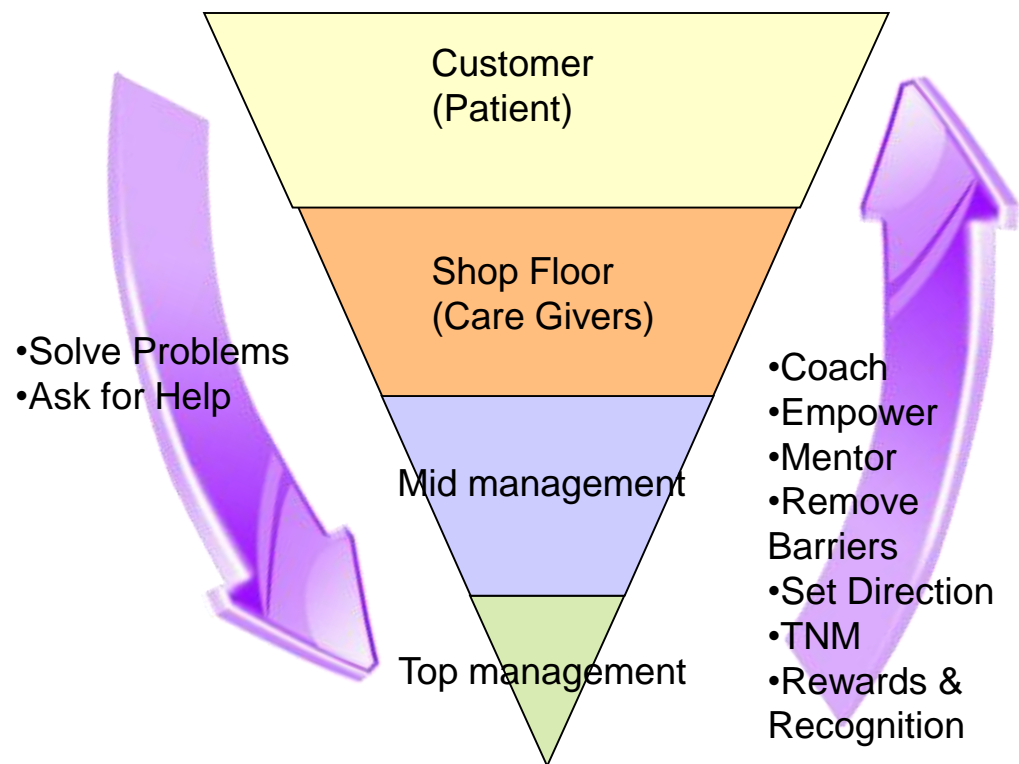 Customer
(Patient)
Shop Floor
(Care Givers)
•Solve Problems
•Ask for Help
Mid management
Top management
•Coach
•Empower
•Mentor
•Remove
Barriers
•Set Direction
•TNM
•Rewards &
Recognition